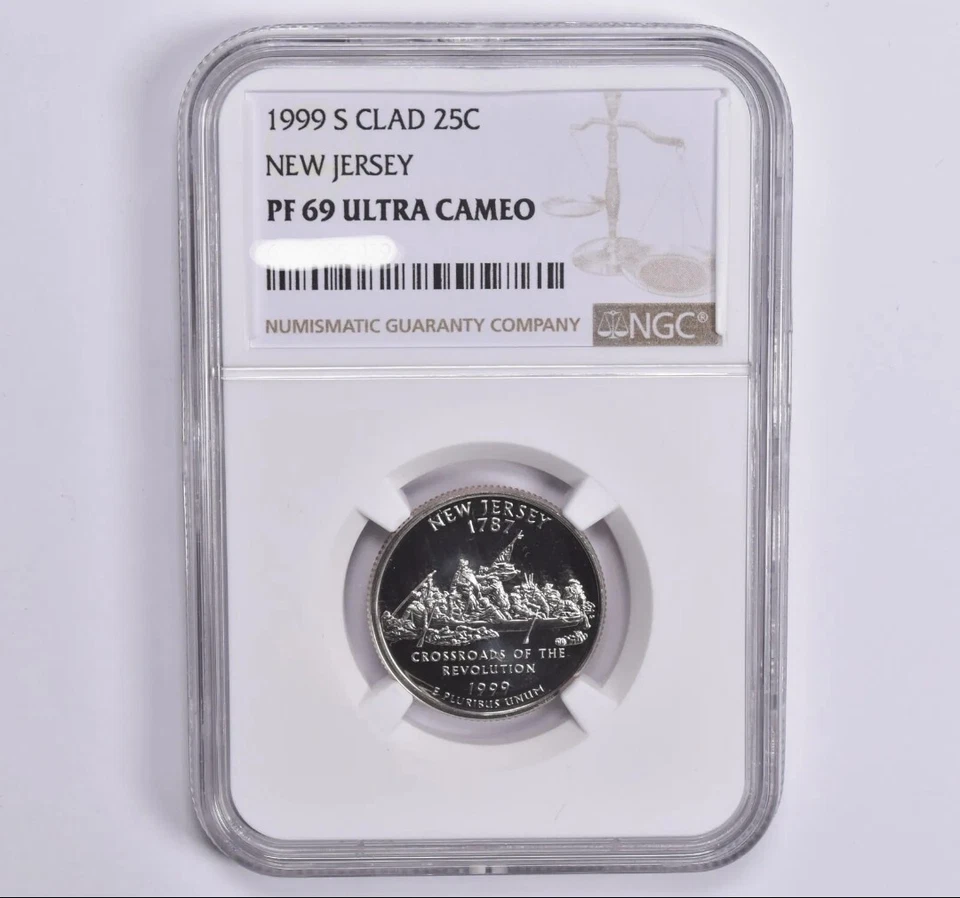 1999 S CLAD 25C
NEW JERSEY
PF 69 ULTRA CAMEO
NUMISMATIC GUARANTY COMPANY
NGC®
NEW JERSEY
1787
CROSSROADS OF THE
REVOLUTION
1999
E PLURIBUS UNUM